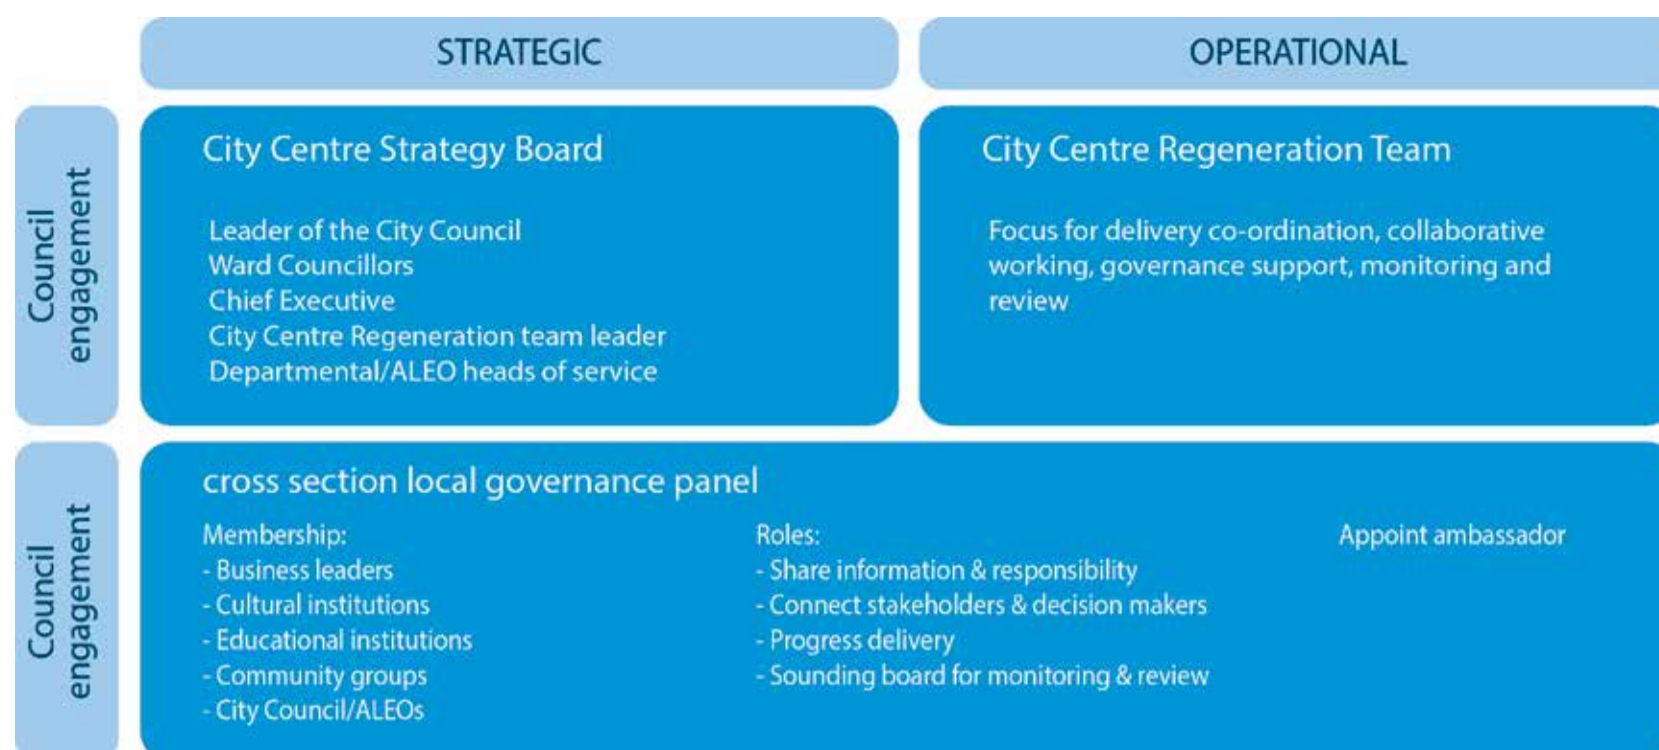 STRATEGIC
OPERATIONAL
Council
engagement
City Centre Strategy Board
Leader of the City Council
Ward Councillors
Chief Executive
City Centre Regeneration team leader
Departmental/ALEO heads of service
City Centre Regeneration Team
Focus for delivery co-ordination, collaborative
working, governance support, monitoring and
review
Council
engagement
cross section local governance panel
Membership:
- Business leaders
- Cultural institutions
- Educational institutions
- Community groups
- City Council/ALEOs
Roles:
- Share information & responsibility
- Connect stakeholders & decision makers
- Progress delivery
- Sounding board for monitoring & review
Appoint ambassador